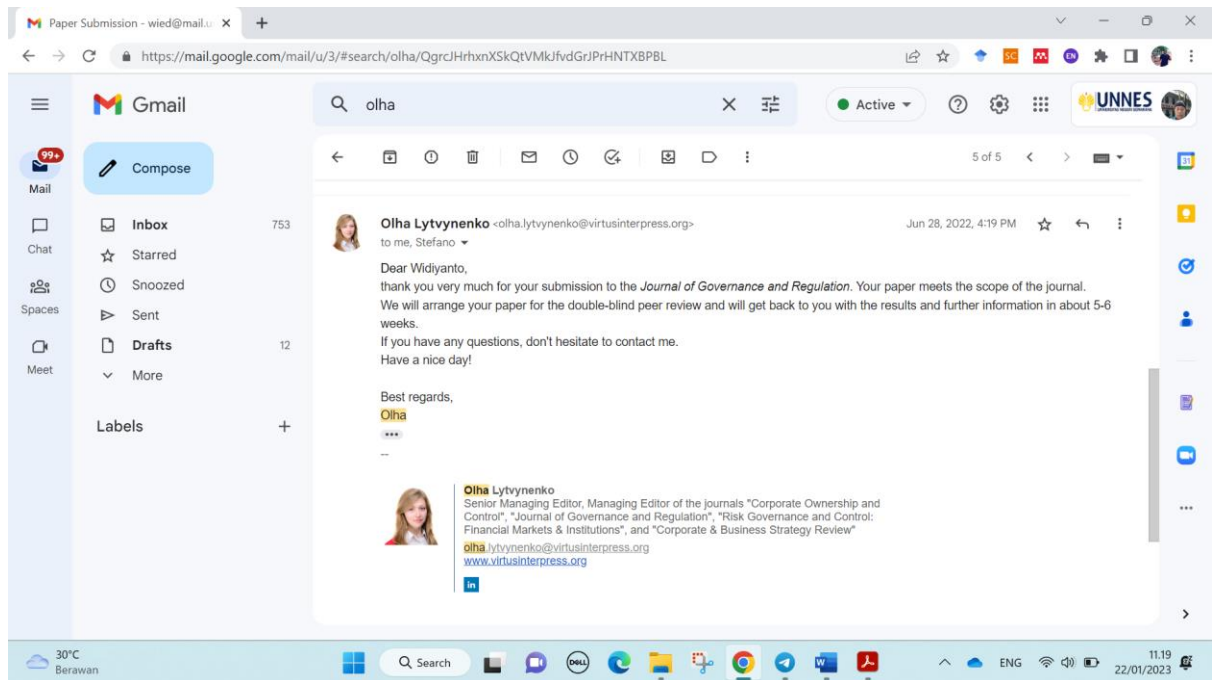 Paper Submission - wied@mail.u
https://mail.google.com/mail/u/3/#search/olha/QgrcJHrhxnXSkQtVMkJfvdGrJPrHNTXBPBL
SC
EN
Gmail
olha
Active
UNNES
99+
Mail
Compose
5 of 5
31
Chat
Spaces
Meet
Inbox 753
Starred
Snoozed
Sent
Drafts 12
More
Labels
Olha Lytvynenko <olha.lytvynenko@virtusinterpress.org> Jun 28, 2022, 4:19 PM
to me, Stefano
Dear Widiyanto,
thank you very much for your submission to the Journal of Governance and Regulation. Your paper meets the scope of the journal.
We will arrange your paper for the double-blind peer review and will get back to you with the results and further information in about 5-6
weeks.
If you have any questions, don't hesitate to contact me.
Have a nice day!
Best regards,
Olha
--
Olha Lytvynenko
Senior Managing Editor, Managing Editor of the journals "Corporate Ownership and
Control", "Journal of Governance and Regulation", "Risk Governance and Control:
Financial Markets & Institutions", and "Corporate & Business Strategy
Review"
olha.lytvynenko@virtusinterpress.org
www.virtusinterpress.org
in
30°C
Berawan
Search
DELL
ENG
11.19
22/01/2023